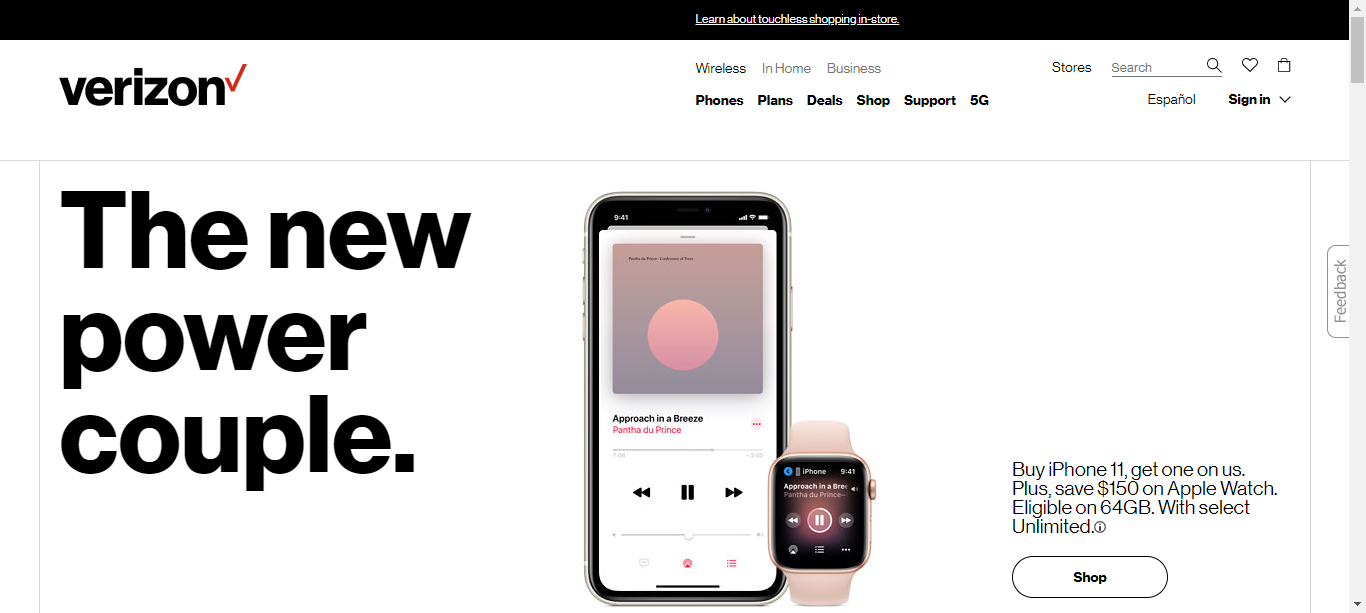 Learn about touchless shopping in-store.
verizon
Wireless In Home Business
Stores Search
Phones Plans Deals Shop Support 5G
Español Sign in
The new
power
couple.
9:41
Pantha du Prince - Conference of Trees
Approach in a Breeze
Pantha du Prince
7:06 -3:40
iPhone 9:41
Approach in a Bre
Pantha du Prince—
Buy iPhone 11, get one on us.
Plus, save $150 on Apple Watch.
Eligible on 64GB. With select
Unlimited.
Shop
Feedback